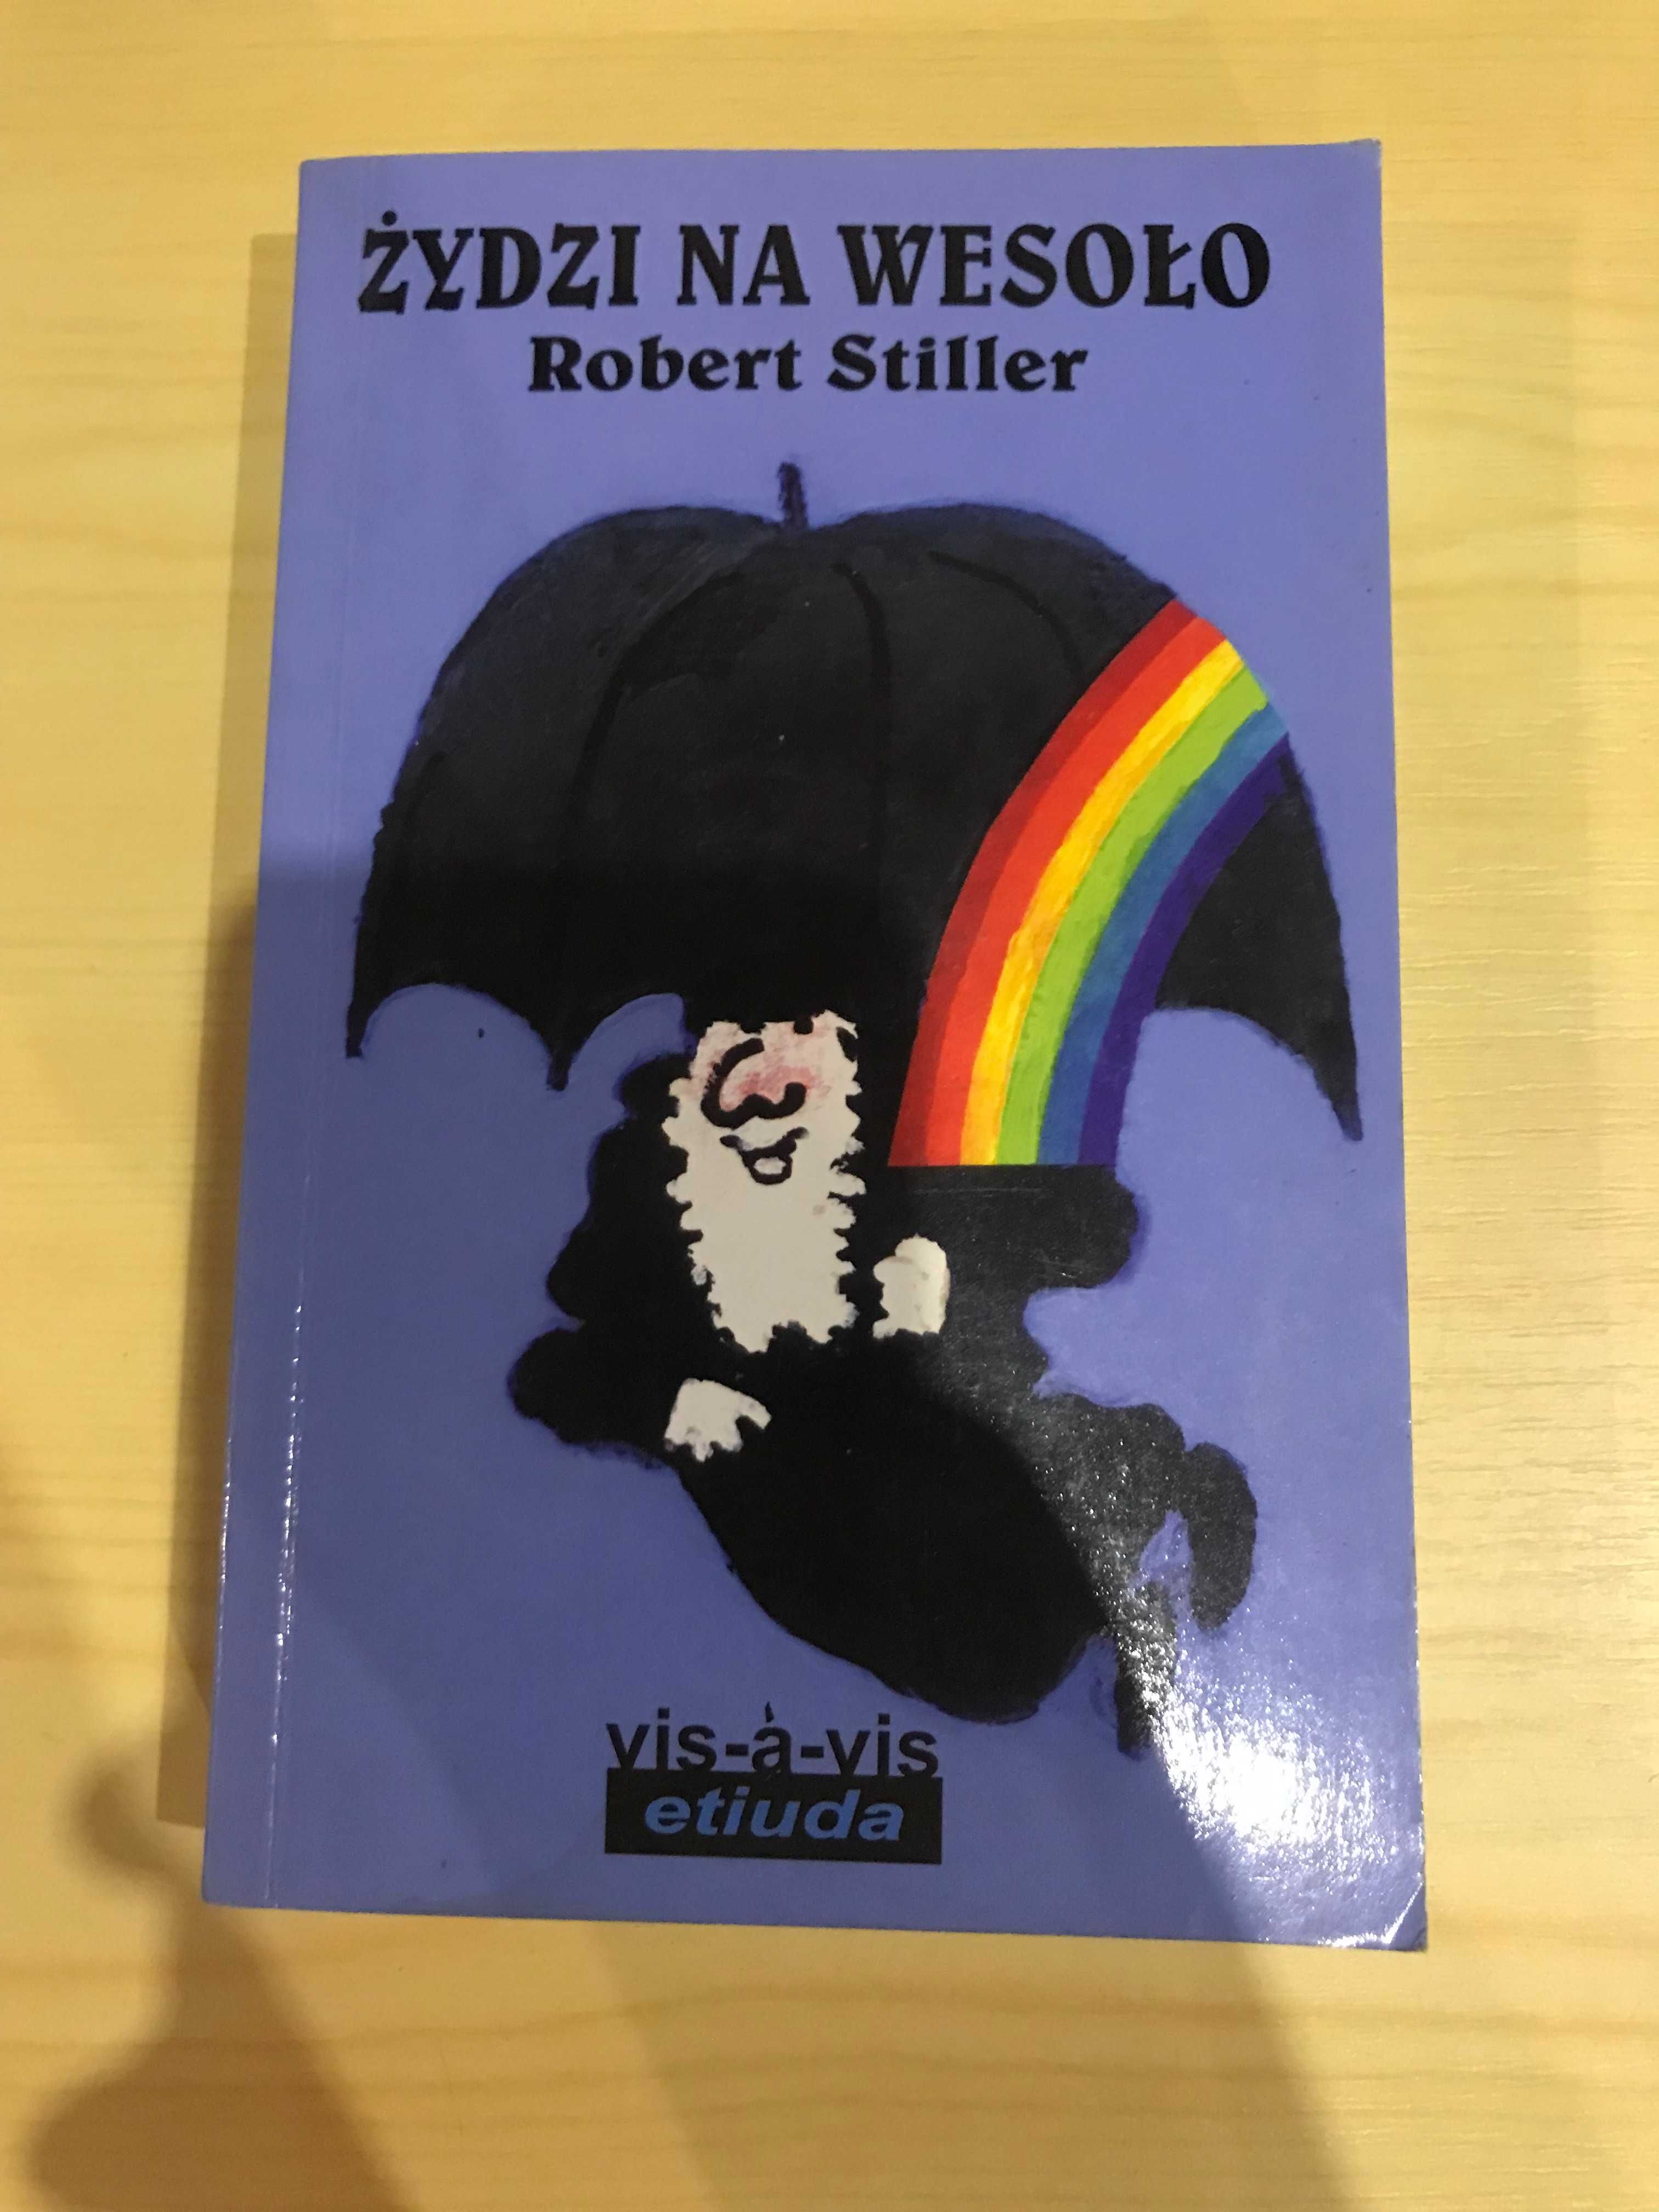 ŻYDZI NA WESOŁO
Robert Stiller
vis-à-vis
etiuda